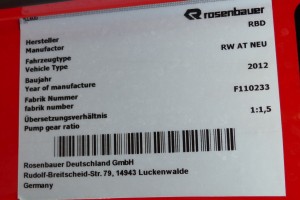 rosenbauer
Hersteller RBD
Manufactor
Fahrzeugtype RW AT NEU
Vehicle Type
Baujahr 2012
Year of manufacture
Fabrik Nummer F110233
fabrik number
Übersetzungsverhältnis 1:1,5
Pump gear ratio
Rosenbauer Deutschland GmbH
Rudolf-Breitscheid-Str. 79, 14943 Luckenwalde
Germany